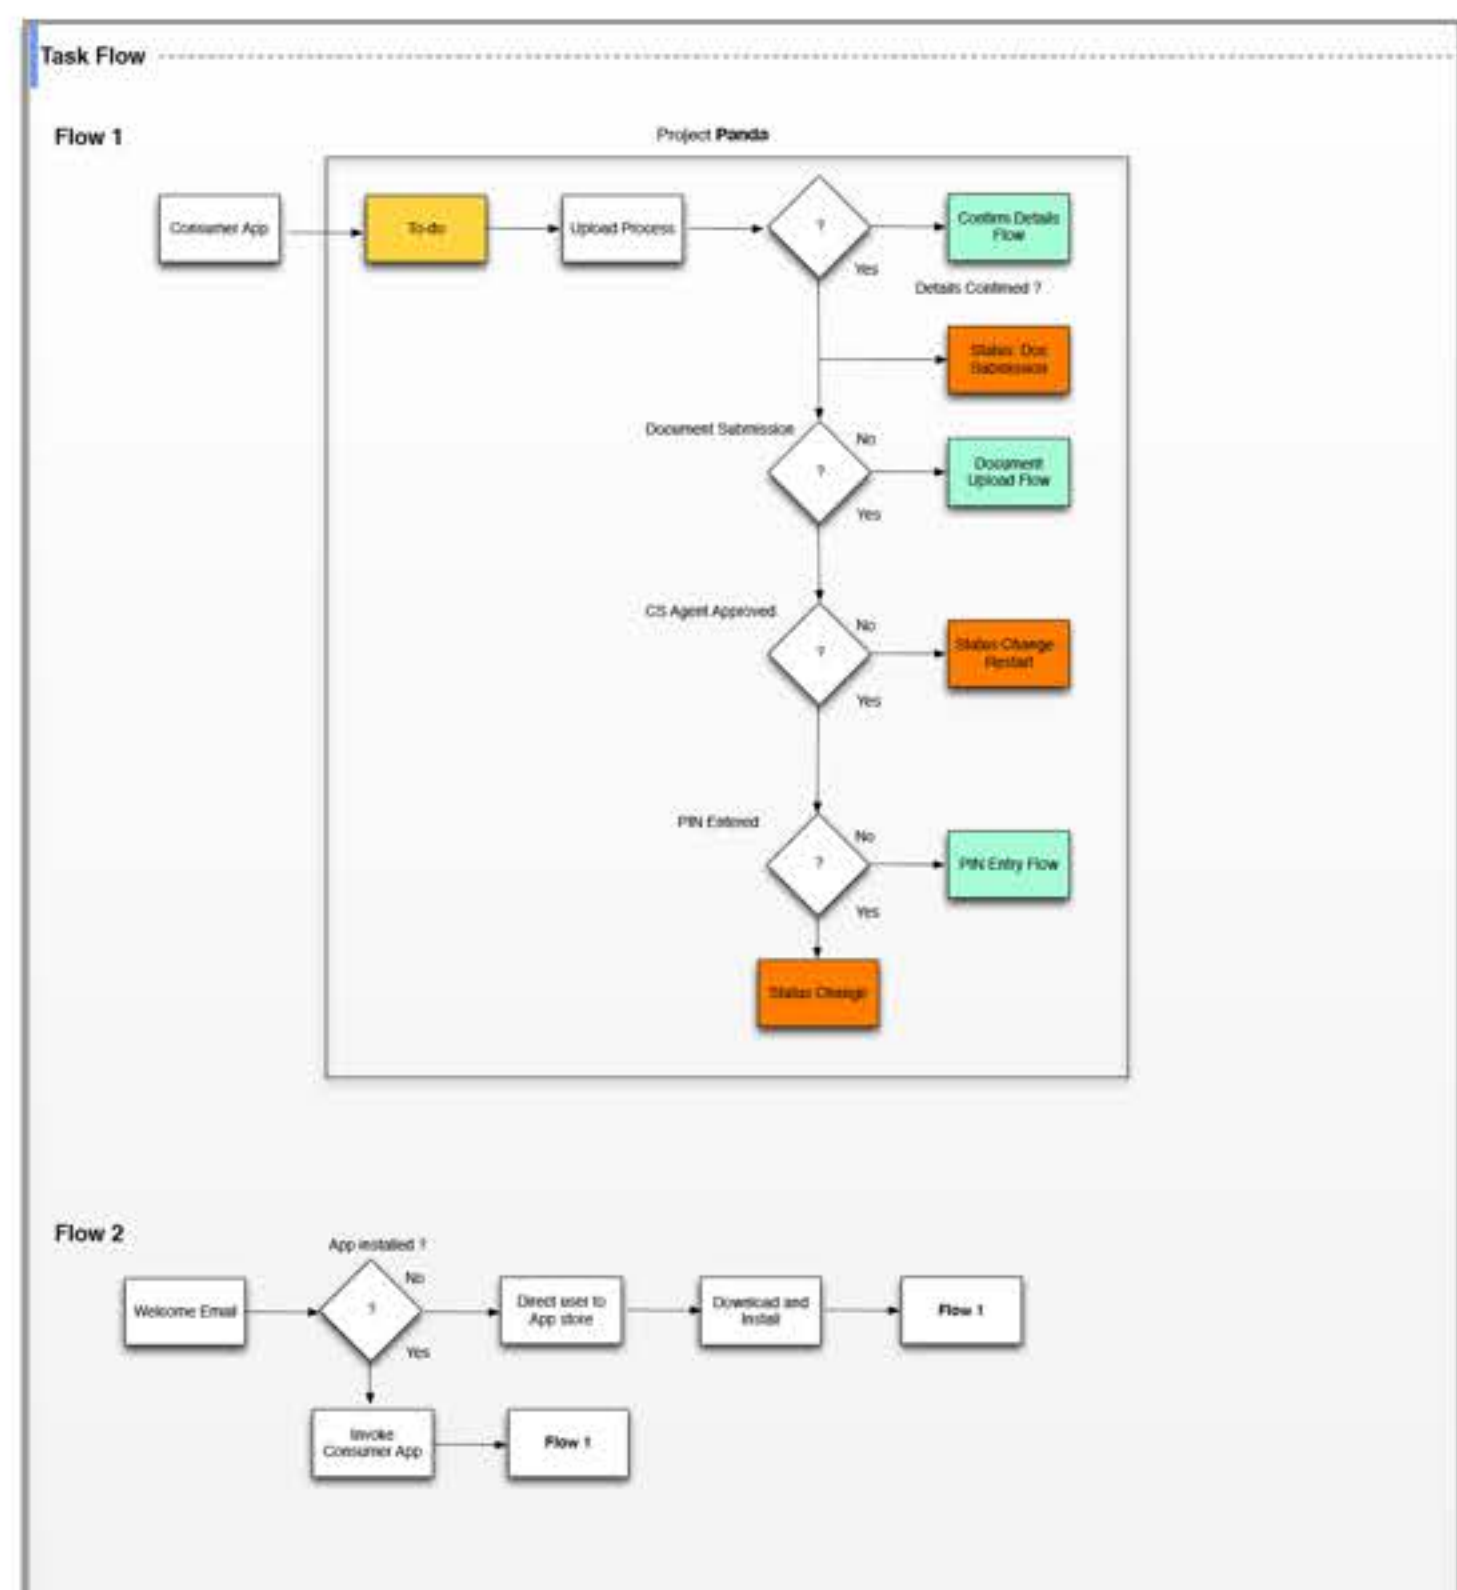 Task Flow
Flow 1
Project Panda
Consumer App
To-do
Upload Process
?
Confirm Details
Flow
Yes
Details Confimed ?
Status: Doc
Submission
Document Submission
No
?
Document
Upload Flow
Yes
CS Agent Approved
No
?
Status Change
Restart
Yes
PIN Entered
No
?
PIN Entry Flow
Yes
Status Change
Flow 2
App installed ?
No
Welcome Email
?
Direct user to
App store
Download and
Install
Flow 1
Yes
Invoke
Consumer App
Flow 1